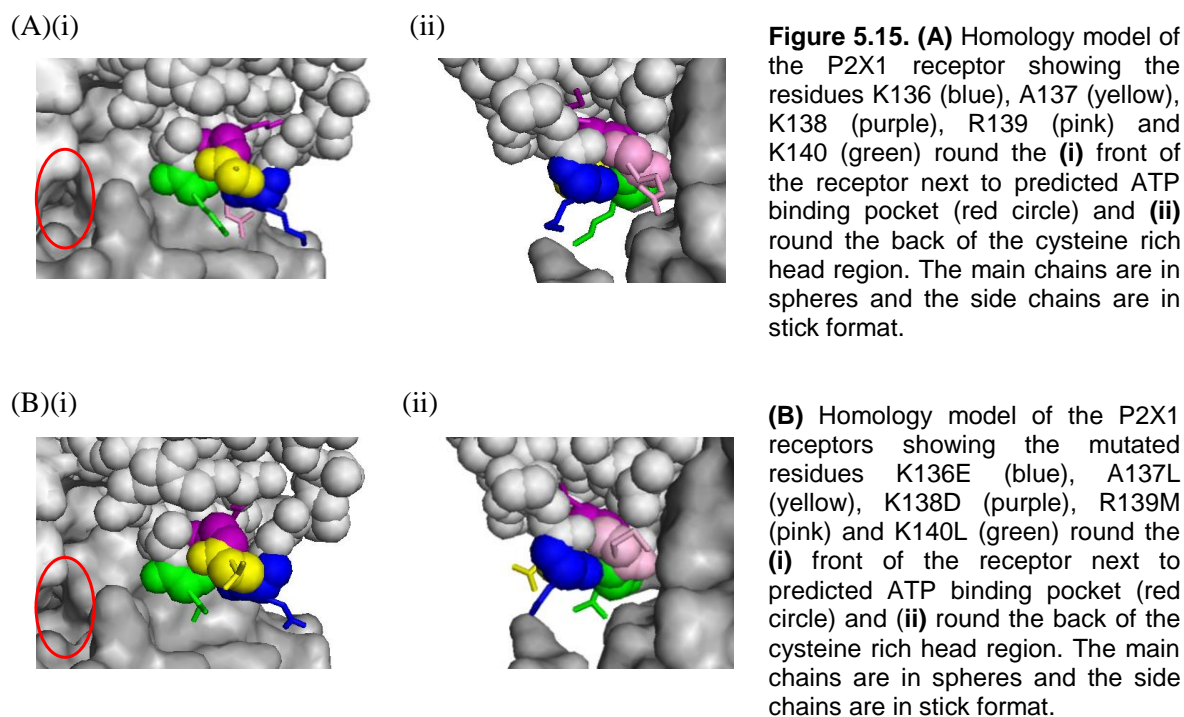 (A)(i)
(ii)
Figure 5.15. (A) Homology model of
the P2X1 receptor showing the
residues K136 (blue), A137 (yellow),
K138 (purple), R139 (pink) and
K140 (green) round the (i) front of
the receptor next to predicted ATP
binding pocket (red circle) and (ii)
round the back of the cysteine rich
head region. The main chains are in
spheres and the side chains are in
stick format.
(B)(i)
(ii)
(B) Homology model of the P2X1
receptors showing the mutated
residues K136E (blue), A137L
(yellow), K138D (purple), R139M
(pink) and K140L (green) round the
(i) front of the receptor next to
predicted ATP binding pocket (red
circle) and (ii) round the back of the
cysteine rich head region. The main
chains are in spheres and the side
chains are in stick format.